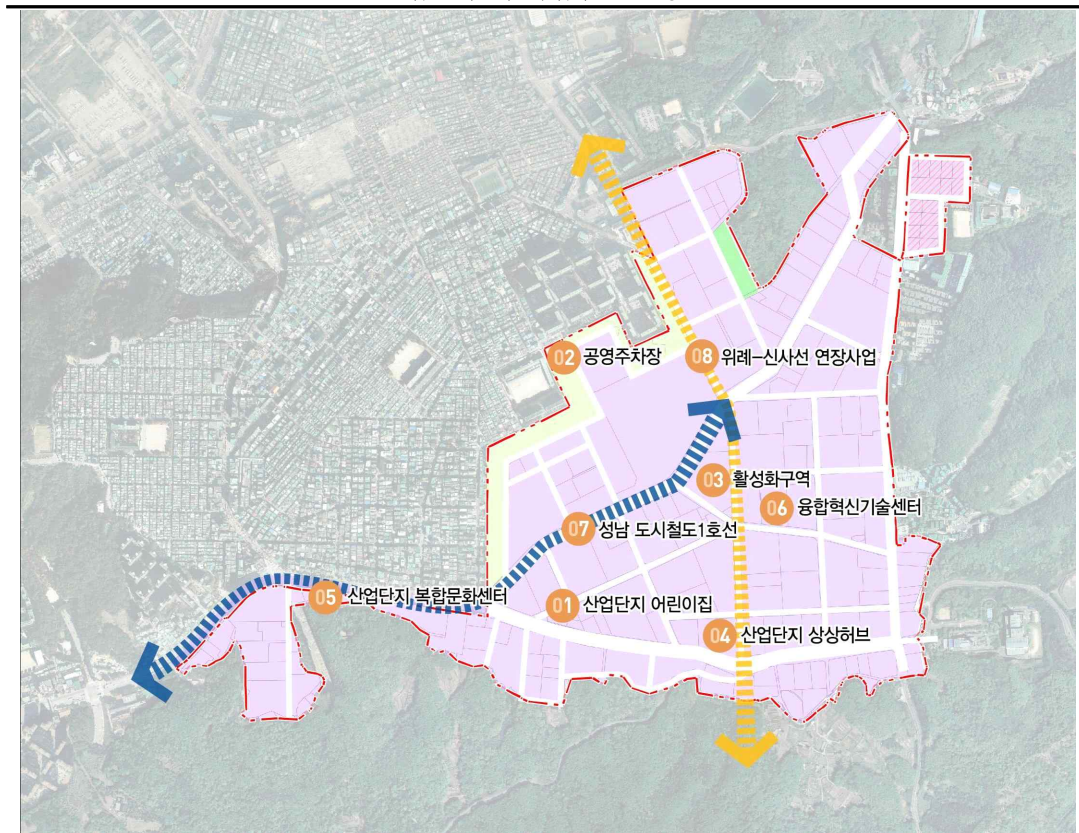 02 공영주차장
08 위례-신사선 연장사업
03 활성화구역
06 융합혁신기술센터
07 성남 도시철도1호선
05 산업단지 복합문화센터
01 산업단지 어린이집
04 산업단지 상상허브